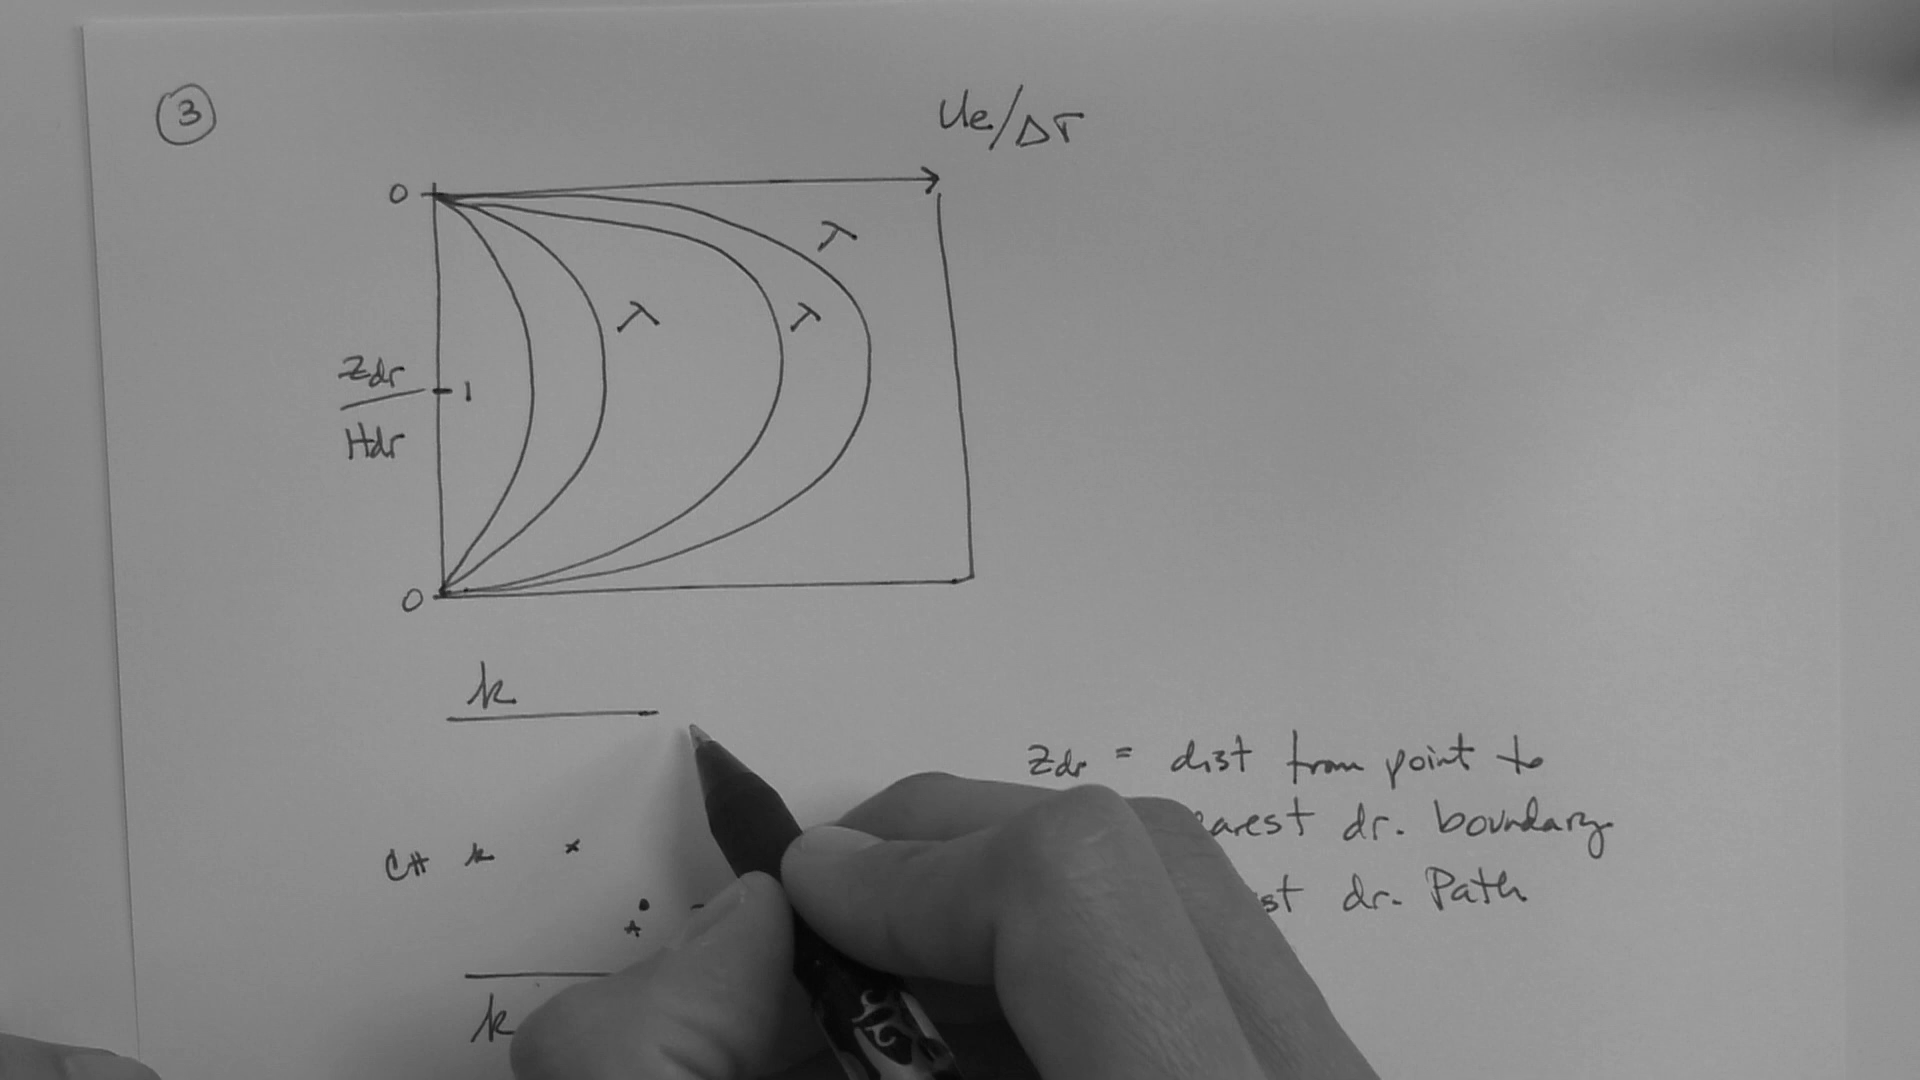 3
Ue/Δσ
0
T
T
T
Zdr
1
Hdr
0
k
Zdr = dist from point to
arest dr. boundary
CH k x
st dr. Path
A
k